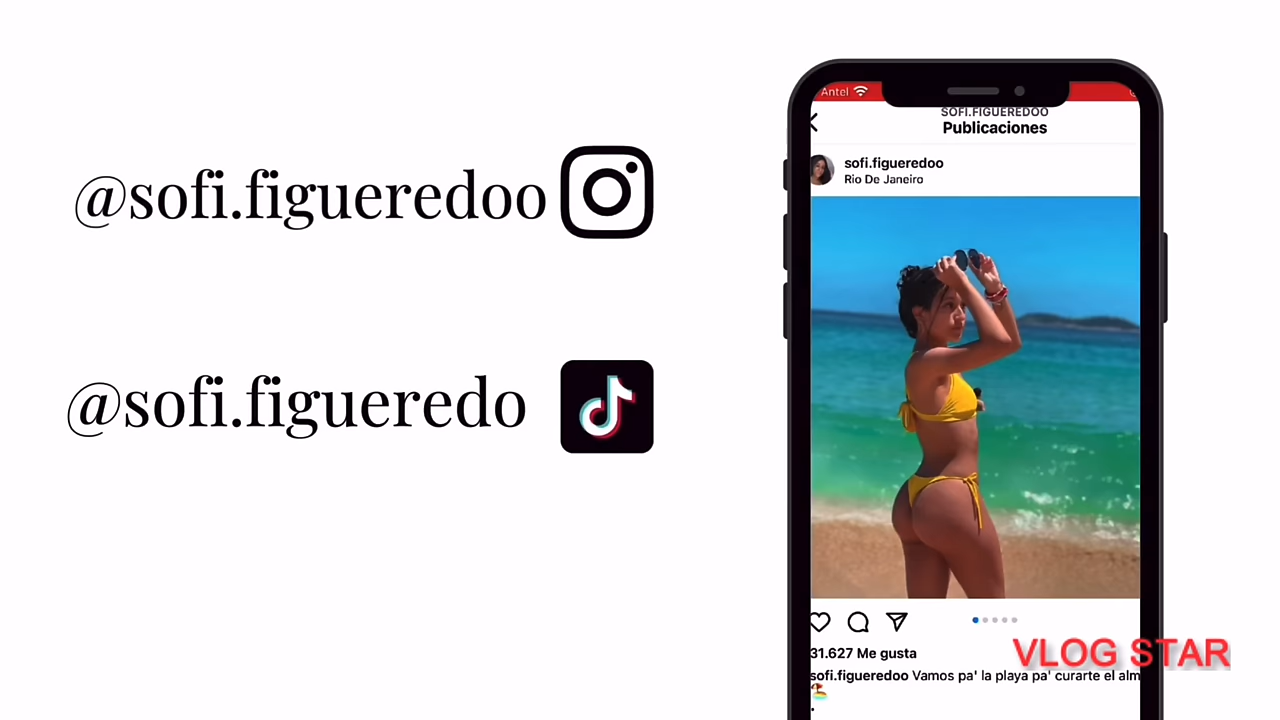 @sofi.figueredoo
@sofi.figueredo
Antel
SOFI.FIGUEREDOO
Publicaciones
sofi.figueredoo
Rio De Janeiro
31.627 Me gusta
sofi.figueredoo Vamos pa' la playa pa' curarte el alm
VLOG STAR